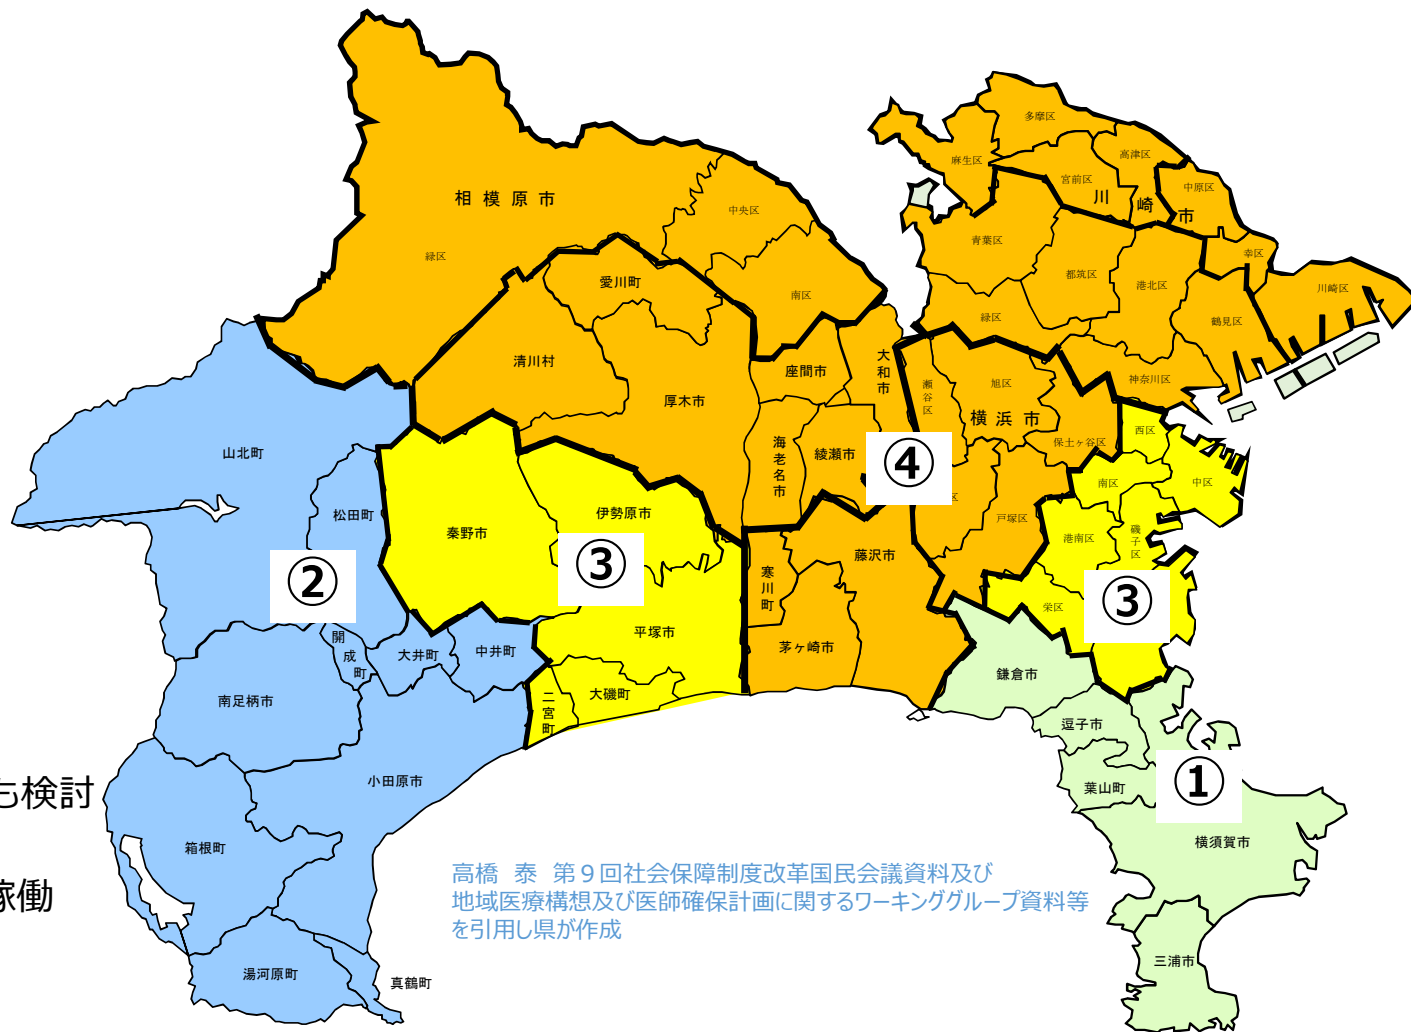 多摩区
麻生区
高津区
宮前区
中原区
川崎市
幸区
川崎区
相模原市
中央区
緑区
南区
青葉区
都筑区
港北区
鶴見区
緑区
神奈川区
愛川町
清川村
厚木市
座間市
大和市
海老名市
綾瀬市
瀬谷区
旭区
横浜市
保土ヶ谷区
西区
中区
南区
④
区
戸塚区
港南区
磯子区
栄区
③
山北町
松田町
②
秦野市
伊勢原市
③
平塚市
寒川町
藤沢市
茅ヶ崎市
開成町
大井町
中井町
二宮町
大磯町
南足柄市
小田原市
鎌倉市
逗子市
葉山町
①
横須賀市
三浦市
も検討
箱根町
稼働
湯河原町
真鶴町
高橋 泰 第9回社会保障制度改革国民会議資料及び
地域医療構想及び医師確保計画に関するワーキンググループ資料等
を引用し県が作成